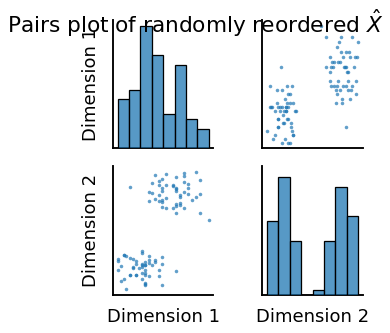 Pairs plot of randomly reordered X̂
Dimension 1
Dimension 2
Dimension 1
Dimension 2